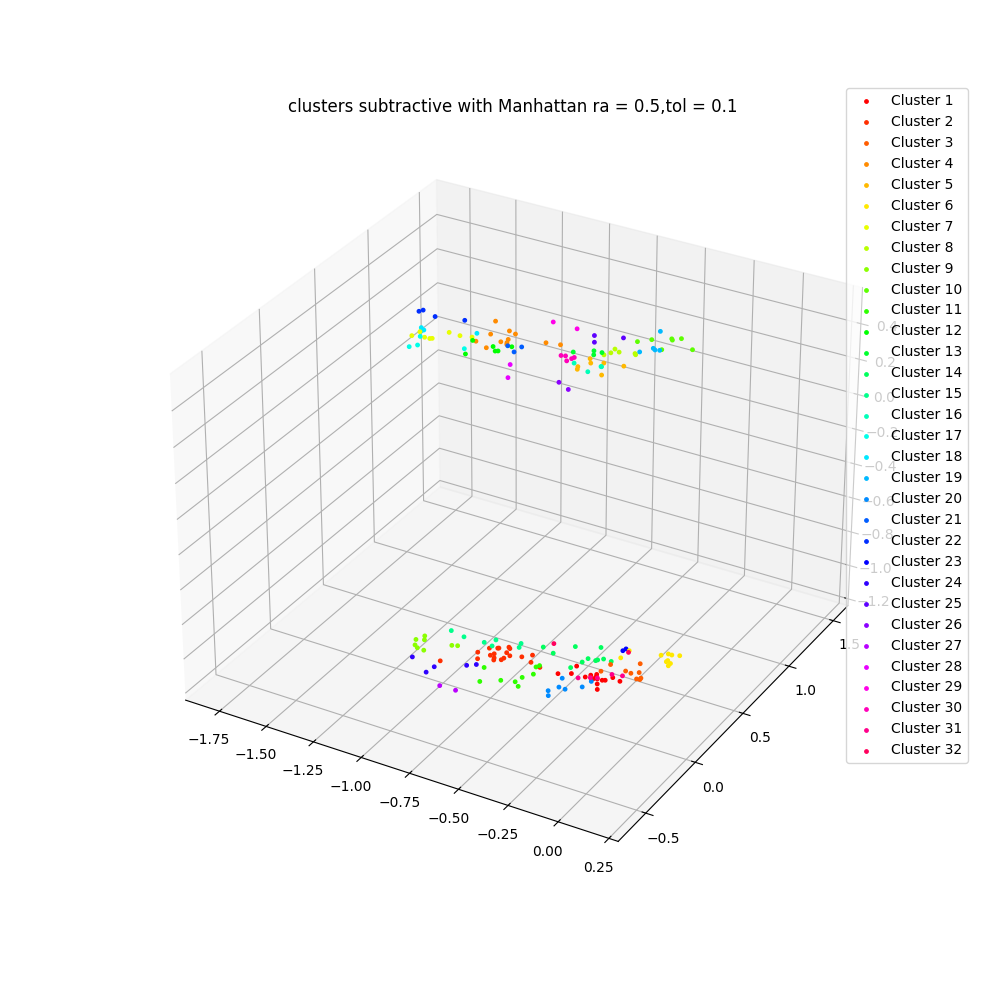 clusters subtractive with Manhattan ra = 0.5,tol = 0.1
Cluster 1
Cluster 2
Cluster 3
Cluster 4
Cluster 5
Cluster 6
Cluster 7
Cluster 8
Cluster 9
Cluster 10
Cluster 11
Cluster 12
Cluster 13
Cluster 14
Cluster 15
Cluster 16
Cluster 17
Cluster 18
Cluster 19
Cluster 20
Cluster 21
Cluster 22
Cluster 23
Cluster 24
Cluster 25
Cluster 26
Cluster 27
Cluster 28
Cluster 29
Cluster 30
Cluster 31
Cluster 32
0.2
0.0
−0.4
−0.6
−0.8
−1.0
−1.2
1.5
1.0
0.5
0.0
−0.5
−1.75
−1.50
−1.25
−1.00
−0.75
−0.50
−0.25
0.00
0.25